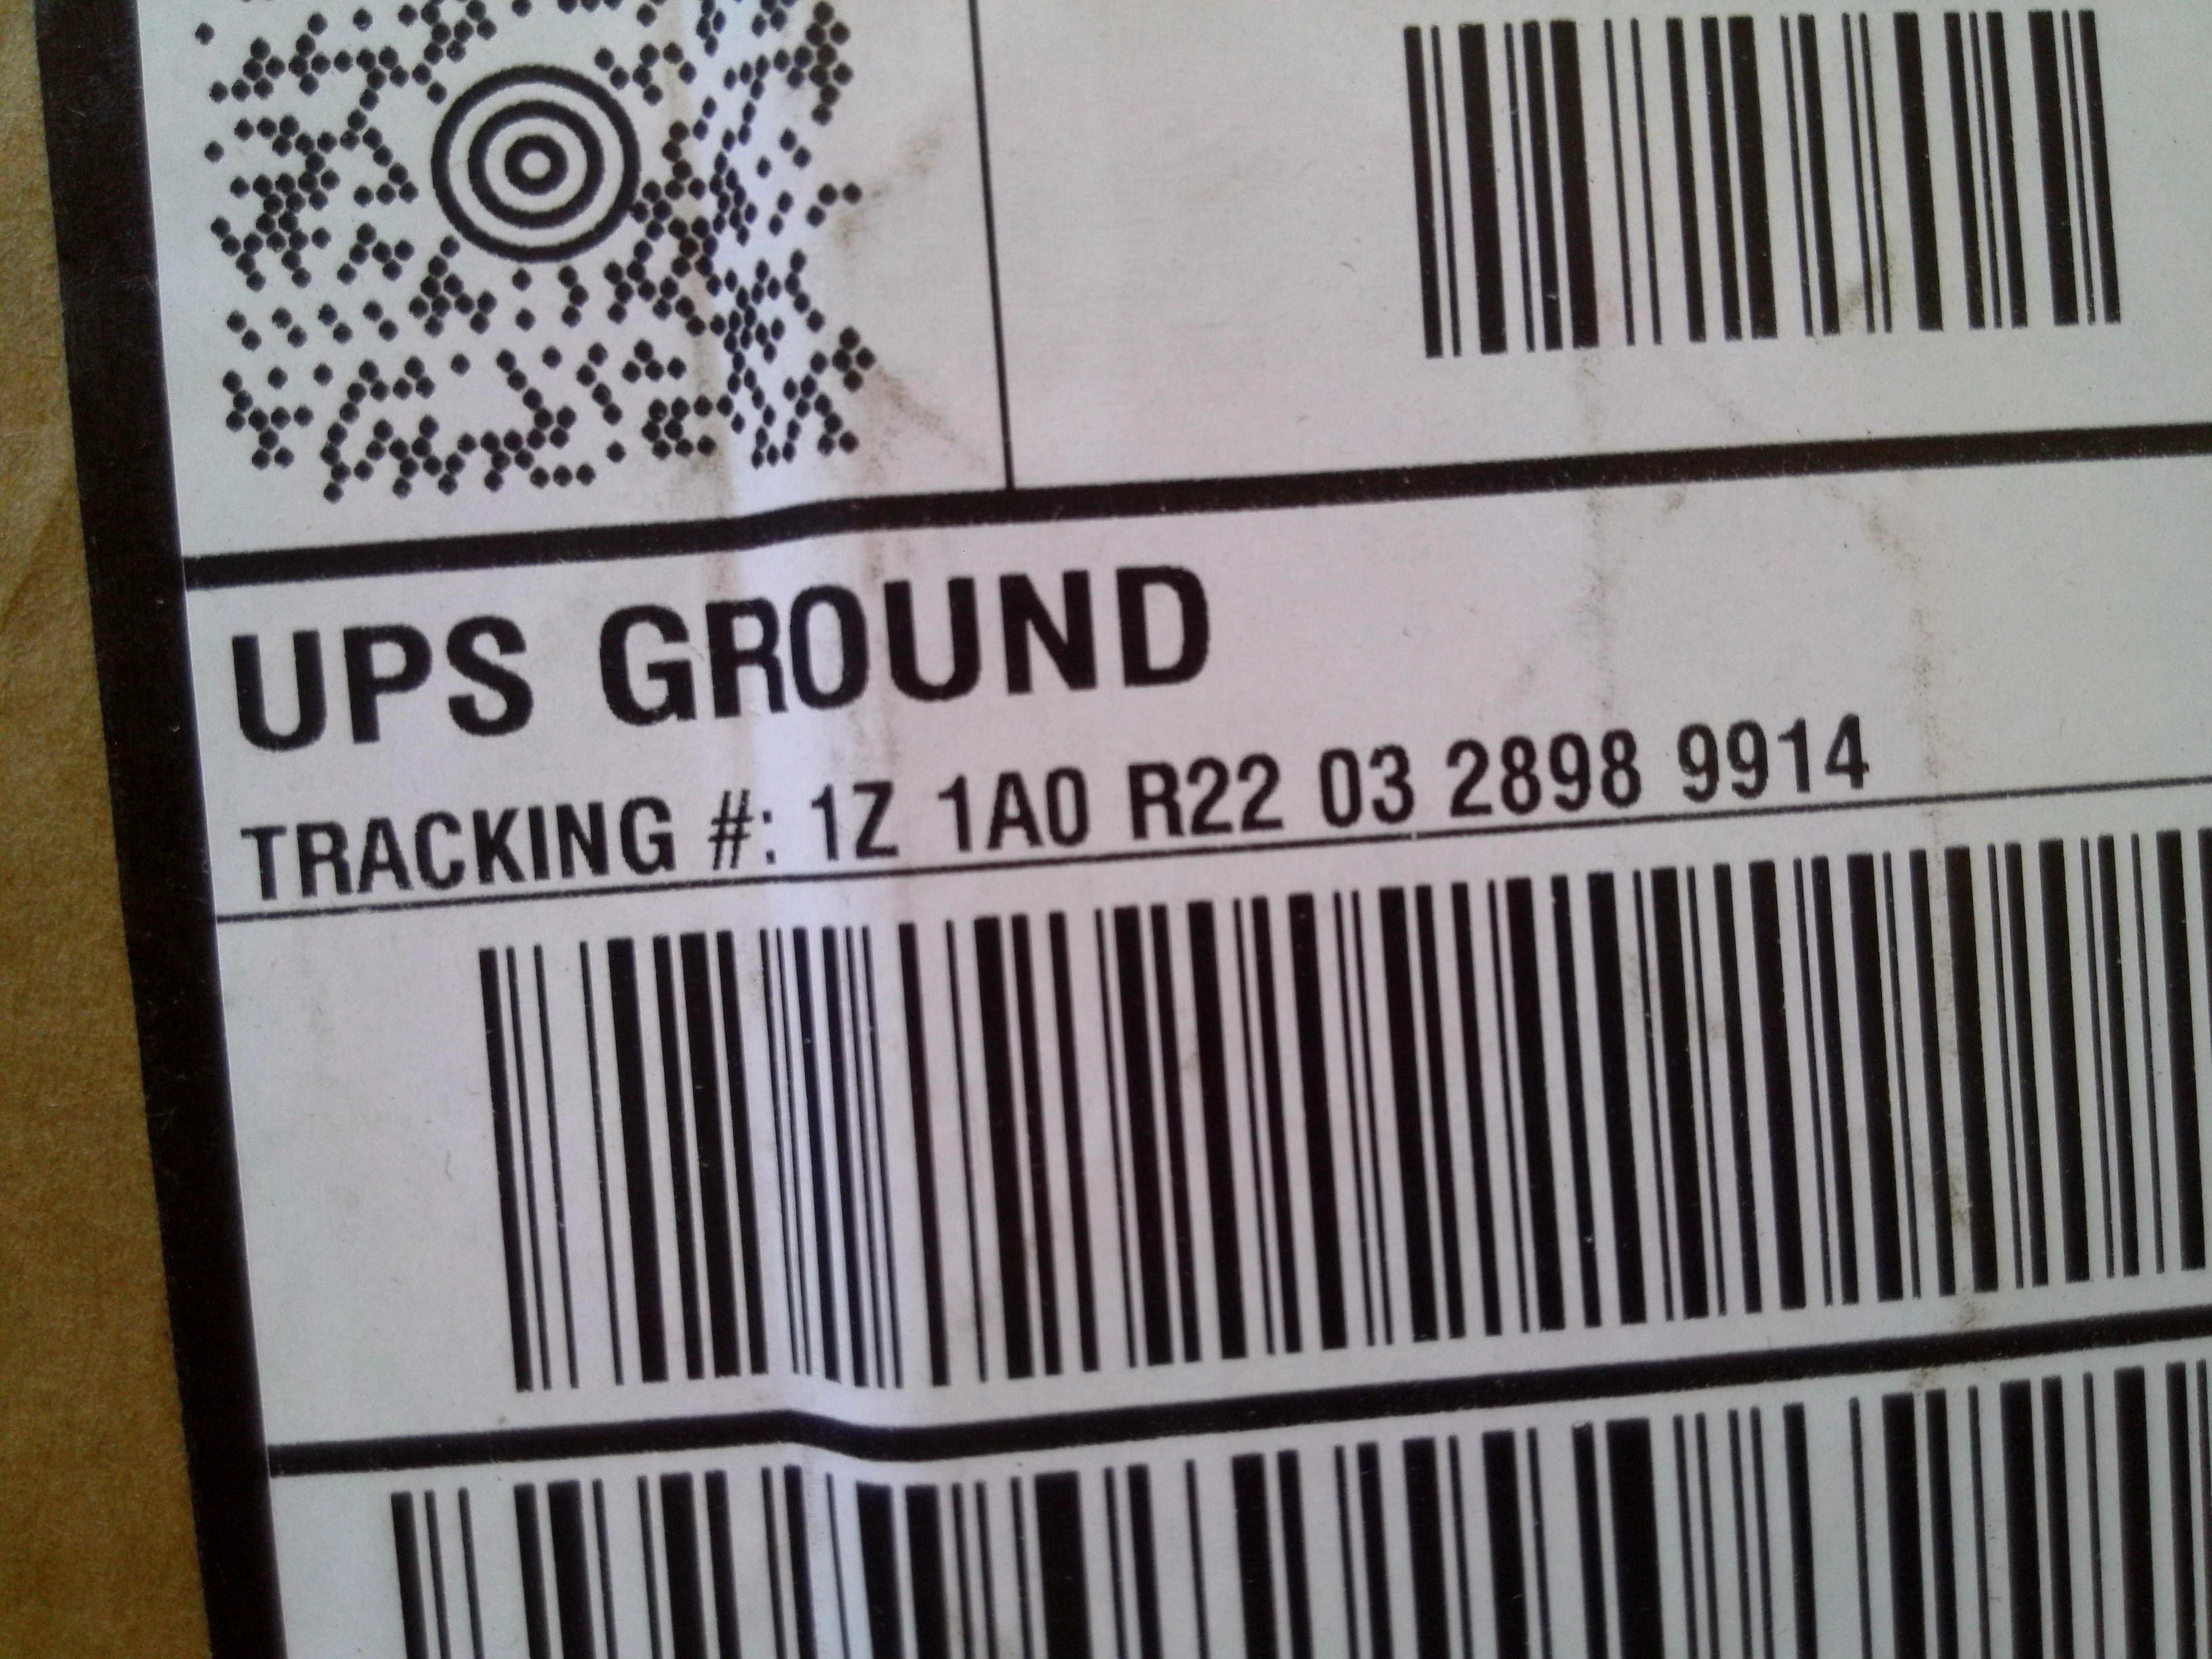 UPS GROUND
TRACKING #: 1Z 1A0 R22 03 2898 9914